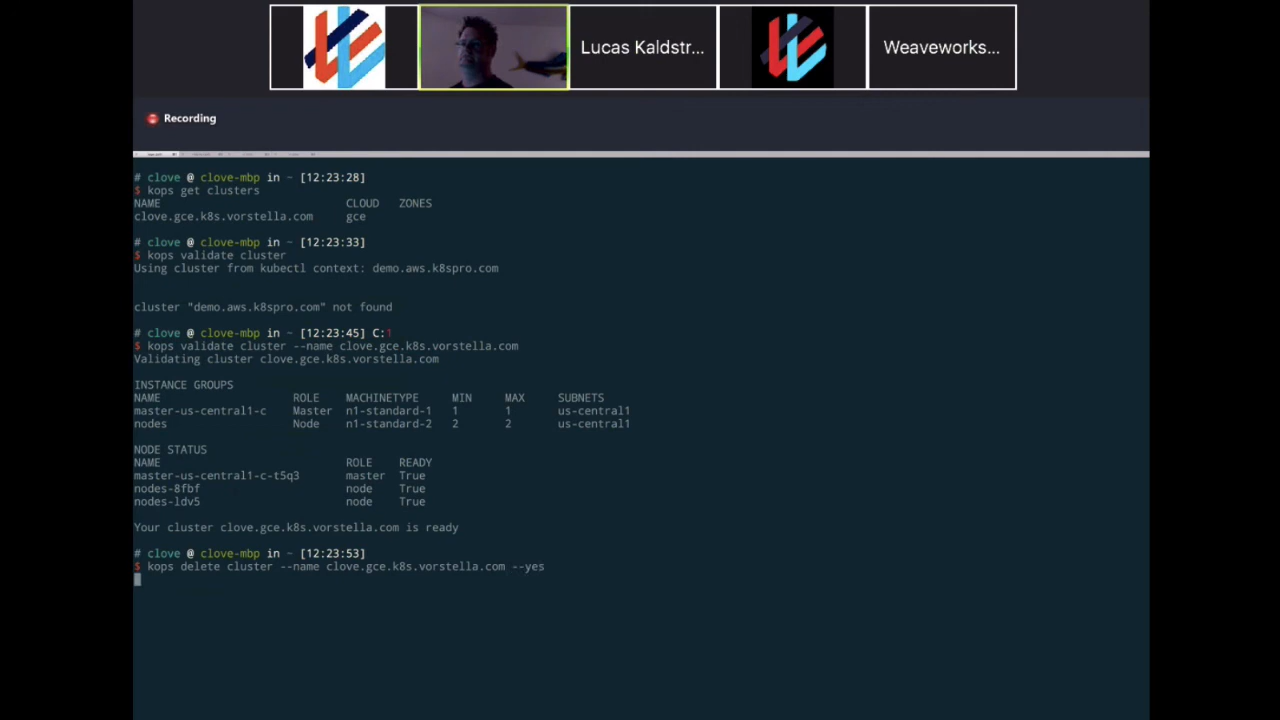 Lucas Kaldstr...
Weaveworks...
Recording
# clove @ clove-mbp in ~ [12:23:28]
$ kops get clusters
NAME CLOUD ZONES
clove.gce.k8s.vorstella.com gce
# clove @ clove-mbp in ~ [12:23:33]
$ kops validate cluster
Using cluster from kubectl context: demo.aws.k8spro.com
cluster "demo.aws.k8spro.com" not found
# clove @ clove-mbp in ~ [12:23:45] C:1
$ kops validate cluster --name clove.gce.k8s.vorstella.com
Validating cluster clove.gce.k8s.vorstella.com
INSTANCE GROUPS
NAME ROLE MACHINETYPE MIN MAX SUBNETS
master-us-central1-c Master n1-standard-1 1 1 us-central1
nodes Node n1-standard-2 2 2 us-central1
NODE STATUS
NAME ROLE READY
master-us-central1-c-t5q3 master True
nodes-8fbf node True
nodes-ldv5 node True
Your cluster clove.gce.k8s.vorstella.com is ready
# clove @ clove-mbp in ~ [12:23:53]
$ kops delete cluster --name clove.gce.k8s.vorstella.com --yes